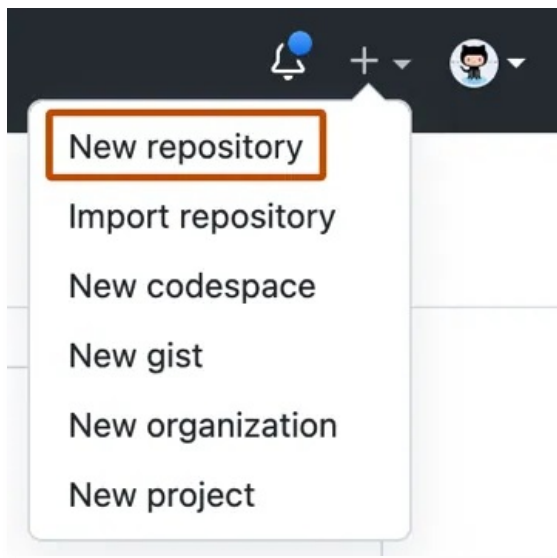 New repository
Import repository
New codespace
New gist
New organization
New project